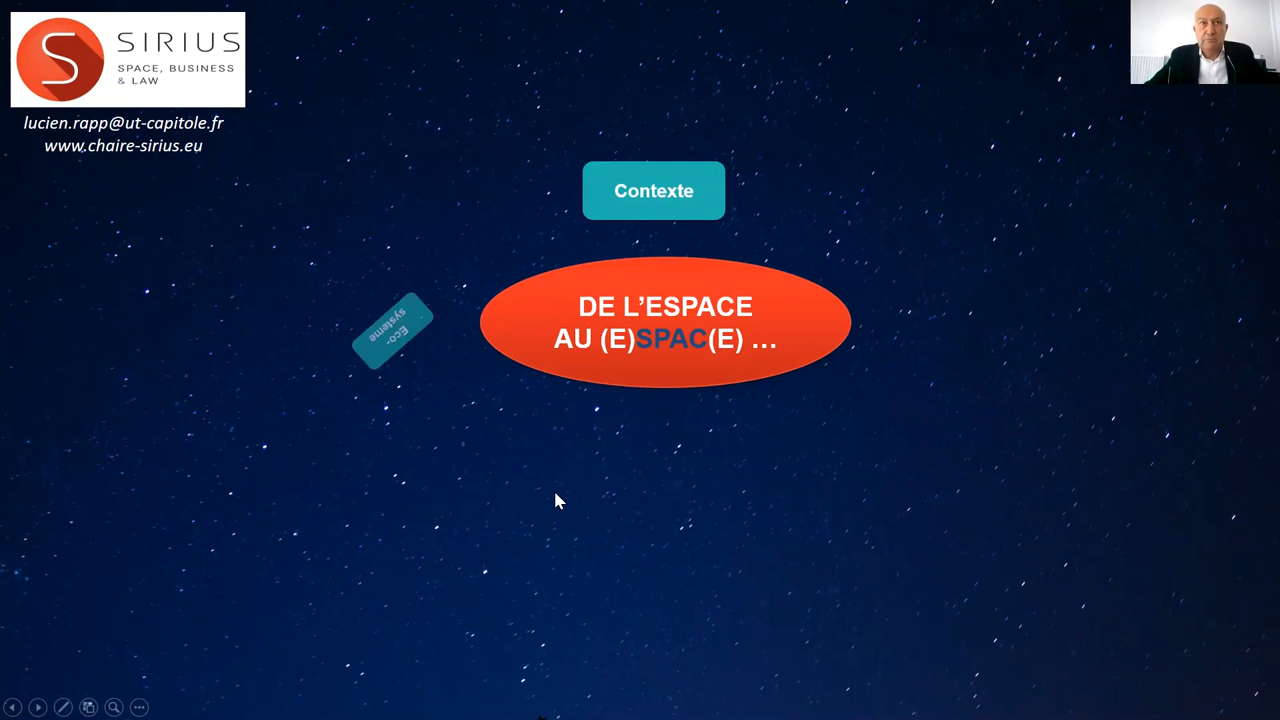 SIRIUS
SPACE, BUSINESS
& LAW
lucien.rapp@ut-capitole.fr
www.chaire-sirius.eu
Contexte
DE L’ESPACE
AU (E)SPAC(E) …
Eco-
systeme